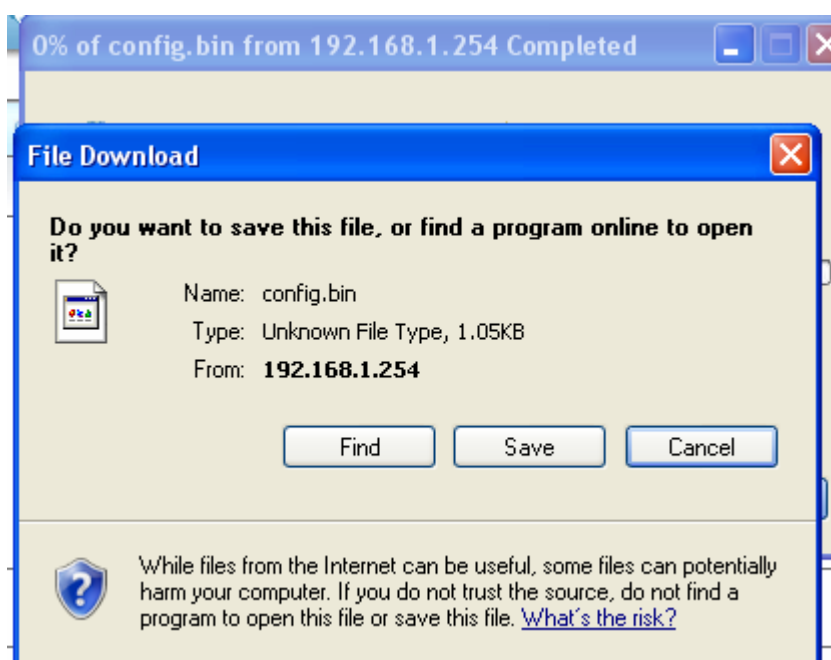 0% of config.bin from 192.168.1.254 Completed
File Download
Do you want to save this file, or find a program online to open
it?
Name: config.bin
Type: Unknown File Type, 1.05KB
From: 192.168.1.254
Find Save Cancel
While files from the Internet can be useful, some files can potentially
harm your computer. If you do not trust the source, do not find a
program to open this file or save this file. What's the risk?